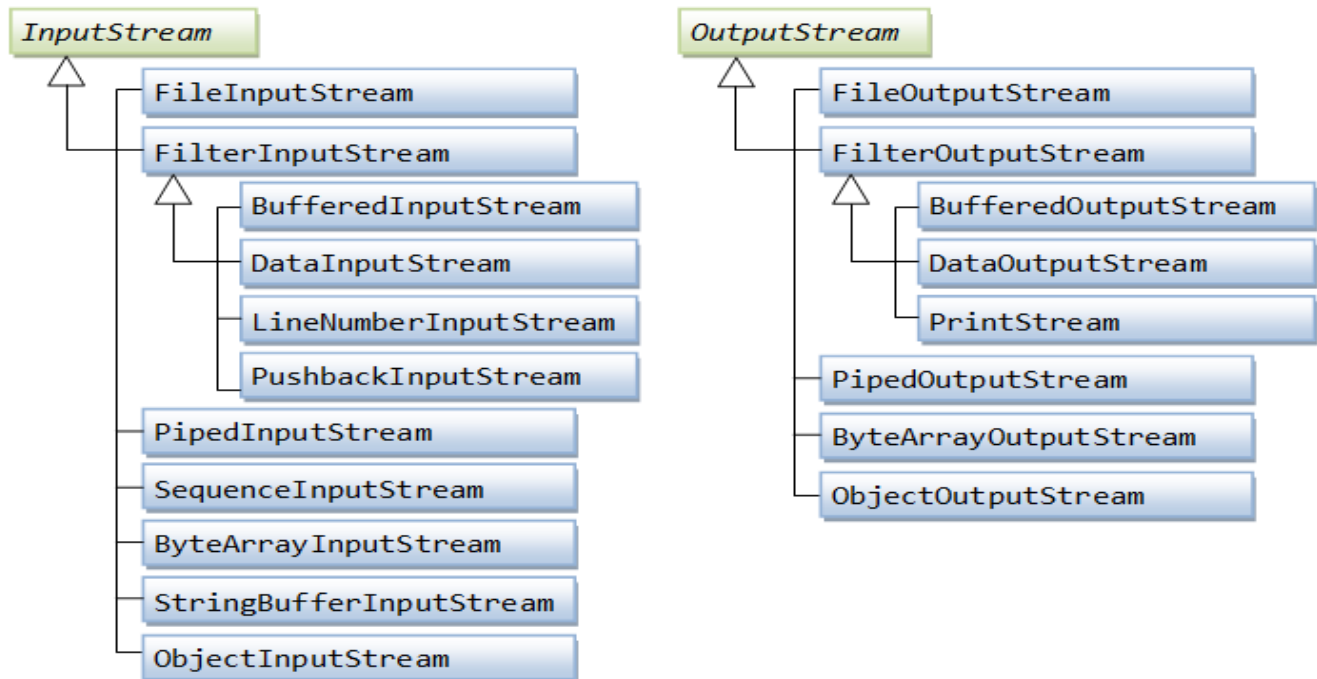 InputStream
FileInputStream
FilterInputStream
BufferedInputStream
DataInputStream
LineNumberInputStream
PushbackInputStream
PipedInputStream
SequenceInputStream
ByteArrayInputStream
StringBufferInputStream
ObjectInputStream
OutputStream
FileOutputStream
FilterOutputStream
BufferedOutputStream
DataOutputStream
PrintStream
PipedOutputStream
ByteArrayOutputStream
ObjectOutputStream